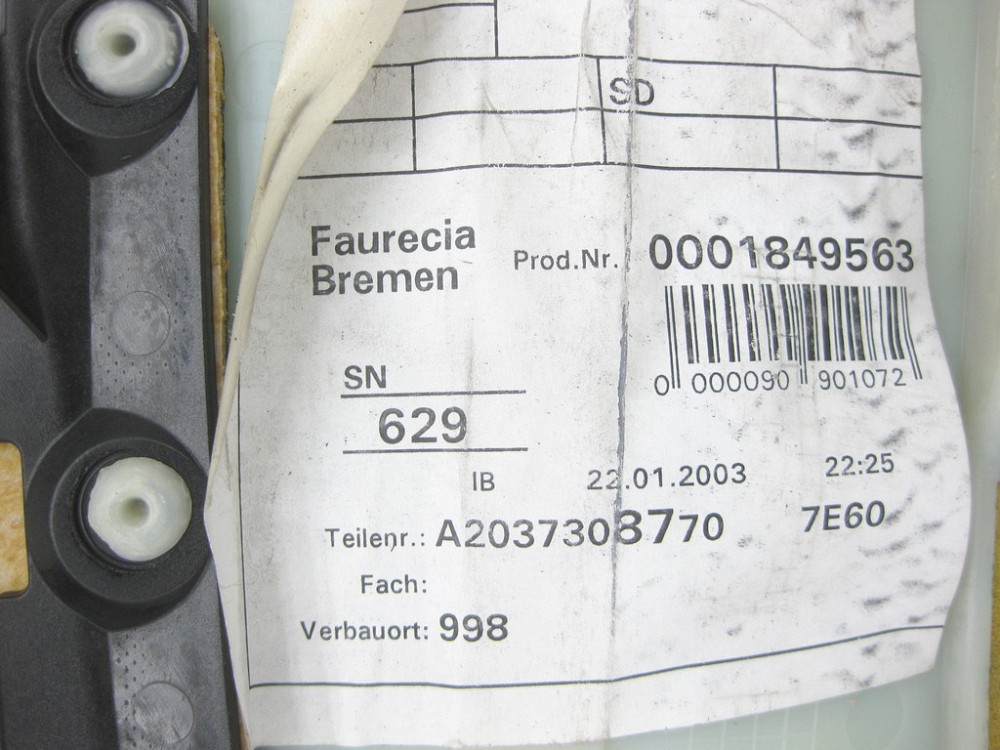 SD
Faurecia
Bremen
Prod.Nr. 0001849563
0 000090 901072
SN
629
IB 22.01.2003 22:25
Teilenr.: A2037308770 7E60
Fach:
Verbauort: 998